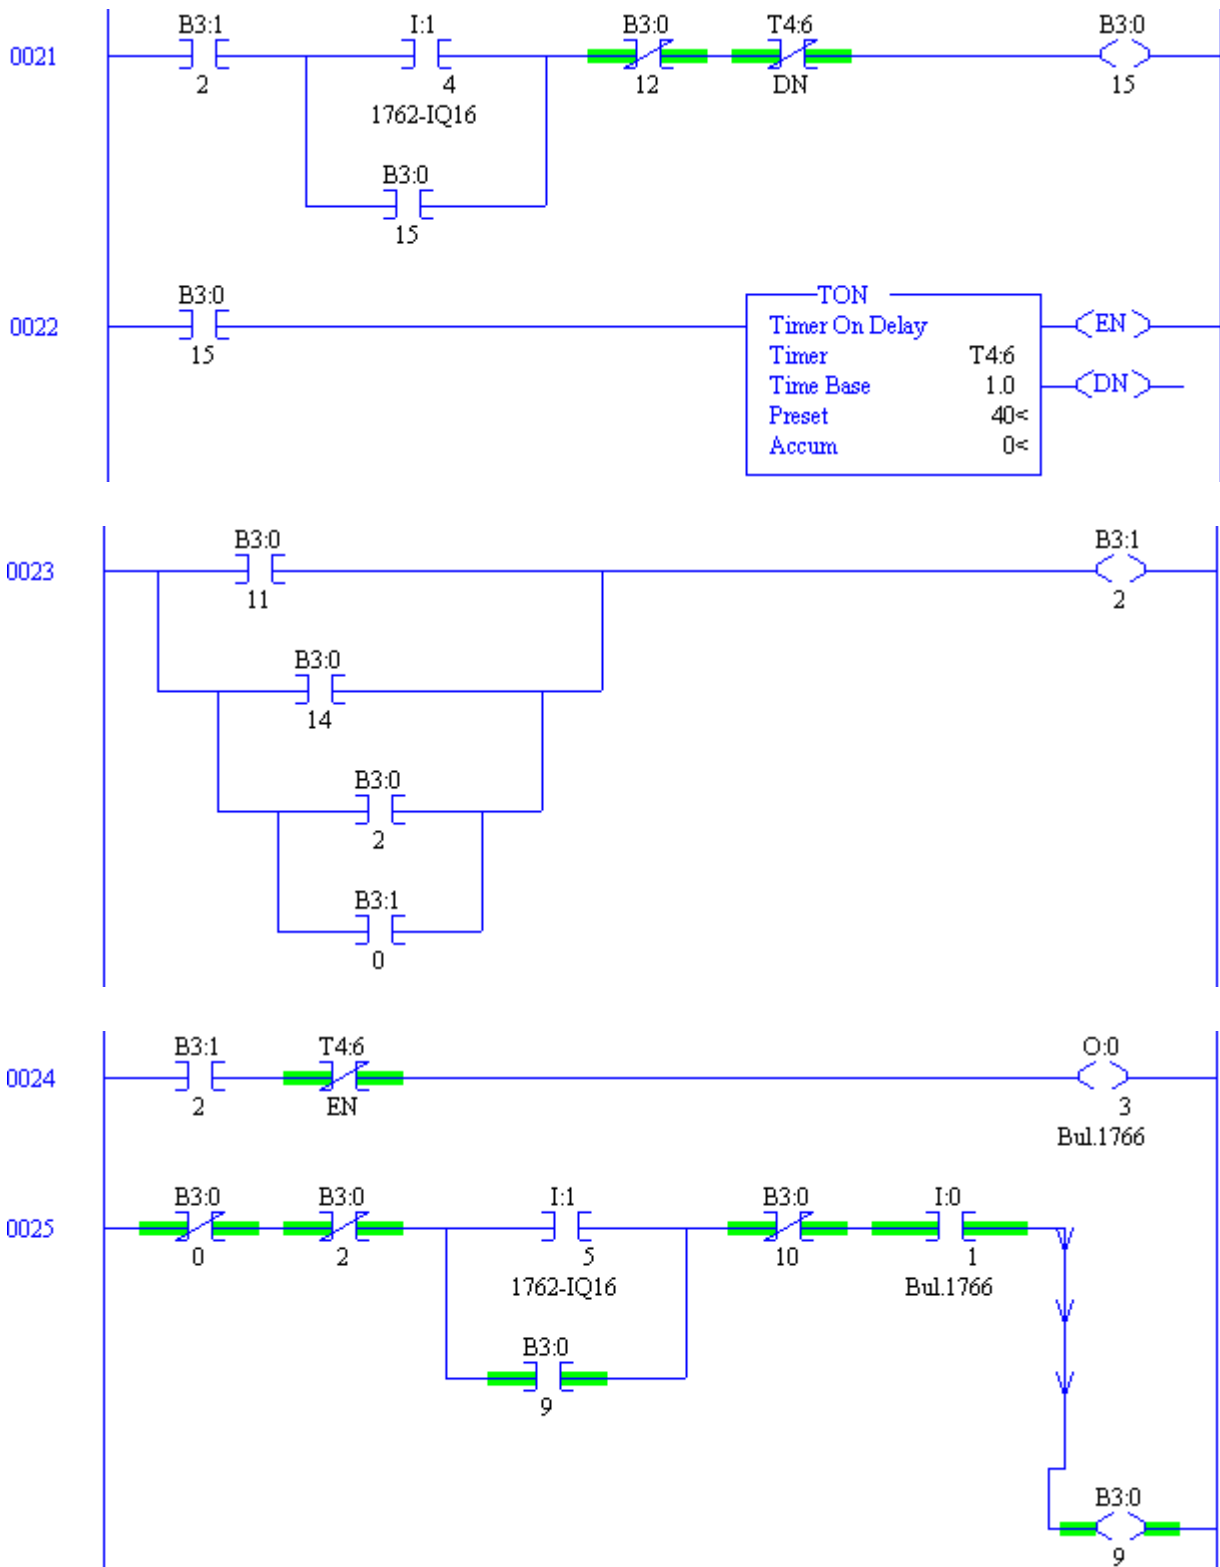 B3:1 I:1 B3:0 T4:6 B3:0
0021
2 4 12 DN 15
1762-IQ16
B3:0
15
B3:0
TON
0022
Timer On Delay EN
15
Timer T4:6
Time Base 1.0 DN
Preset 40<
Accum 0<
B3:0 B3:1
0023
11 2
B3:0
14
B3:0
2
B3:1
0
B3:1 T4:6 O:0
0024
2 EN 3
Bul.1766
B3:0 B3:0 I:1 B3:0 I:0
0025
0 2 5 10 1
1762-IQ16 Bul.1766
B3:0
9
B3:0
9